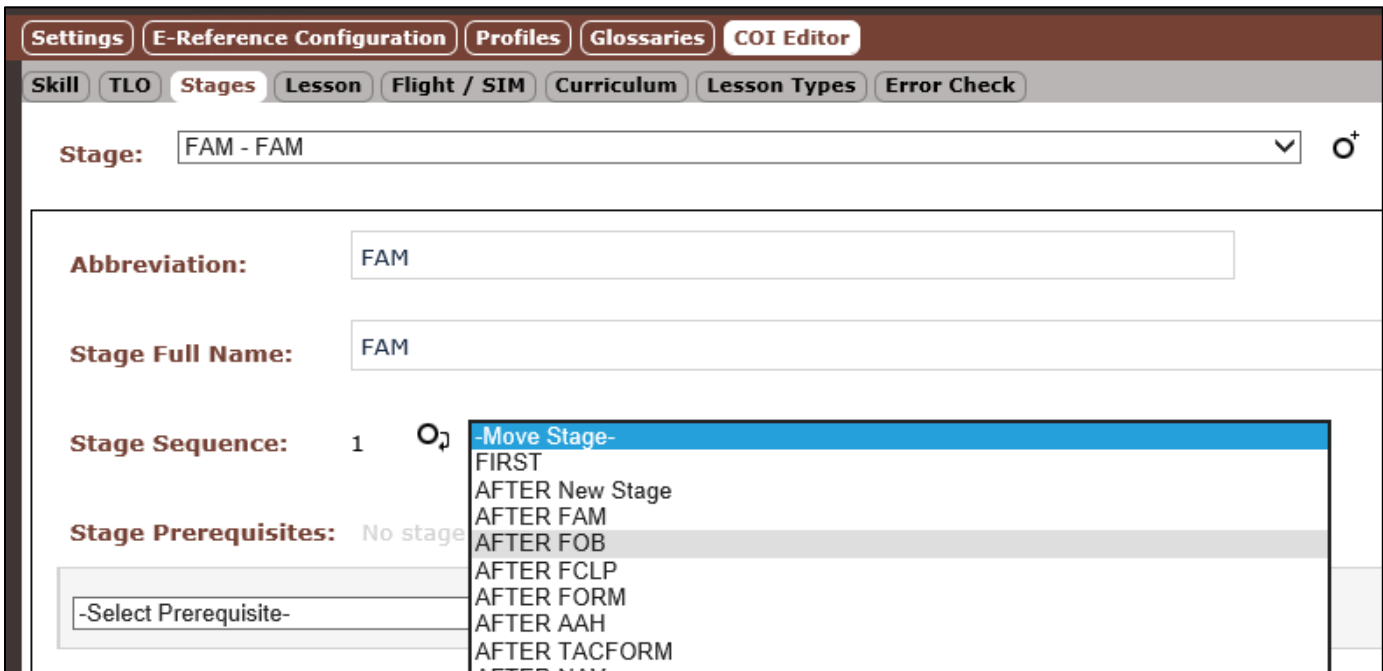 Settings E-Reference Configuration Profiles Glossaries COI Editor
Skill TLO Stages Lesson Flight / SIM Curriculum Lesson Types Error Check
Stage: FAM - FAM
Abbreviation: FAM
Stage Full Name: FAM
Stage Sequence: 1 -Move Stage-
FIRST
AFTER New Stage
AFTER FAM
Stage Prerequisites: No stage
AFTER FOB
AFTER FCLP
AFTER FORM
-Select Prerequisite-
AFTER AAH
AFTER TACFORM